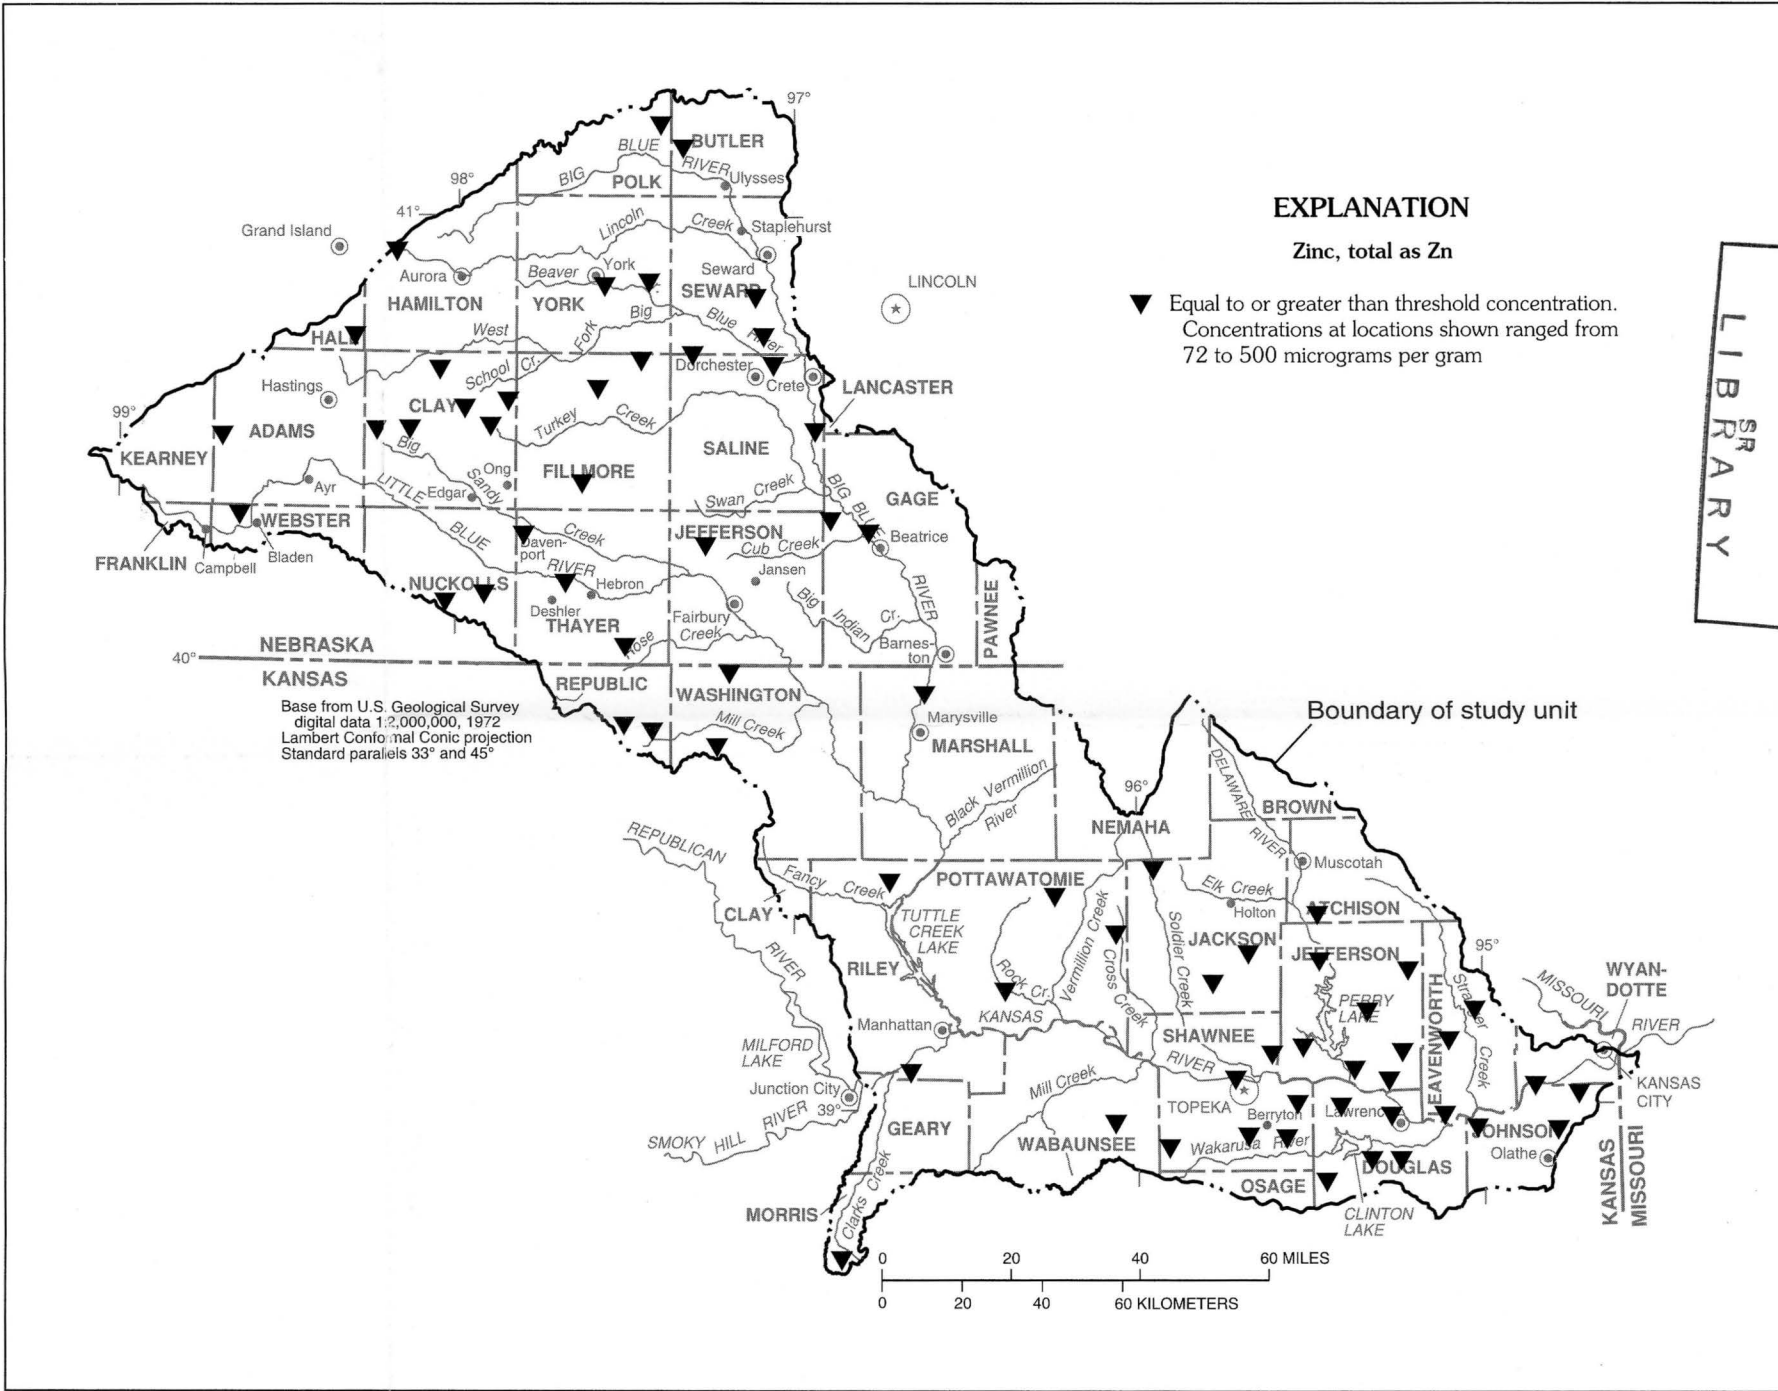 97°
BUTLER
BLUE
RIVER
BIG
POLK
Ulysses
98°
41°
Lincoln
Creek
Staplehurst
Grand Island
Aurora
Beaver
York
Seward
SEWARD
LINCOLN
HAMILTON
YORK
Big
Blue
River
West
Fork
HALL
School Cr.
Dorchester
Crete
LANCASTER
Hastings
CLAY
99°
ADAMS
Turkey
Creek
KEARNEY
SALINE
Big
Sandy
Creek
Ong
FILLMORE
Ayr
LITTLE
BLUE
RIVER
Edgar
Swan Creek
BIG BLUE
RIVER
GAGE
WEBSTER
JEFFERSON
Beatrice
Daven-
port
Cub Creek
FRANKLIN
Campbell
Bladen
Jansen
NUCKOLLS
Hebron
Deshler
Fairbury
Big
Indian
Cr.
PAWNEE
THAYER
Rose
Creek
Barnes-
ton
NEBRASKA
40°
KANSAS
REPUBLIC
WASHINGTON
Base from U.S. Geological Survey
digital data 1:2,000,000, 1972
Lambert Conformal Conic projection
Standard parallels 33° and 45°
Mill Creek
Marysville
MARSHALL
EXPLANATION
Zinc, total as Zn
Equal to or greater than threshold concentration.
Concentrations at locations shown ranged from
72 to 500 micrograms per gram
LIBRARY
SR
Boundary of study unit
Black Vermillion
River
96°
DELAWARE
RIVER
BROWN
NEMAHA
REPUBLICAN
RIVER
Muscotah
Fancy Creek
POTTAWATOMIE
Elk Creek
Holton
ATCHISON
CLAY
TUTTLE
CREEK
LAKE
Vermillion Creek
Cross Creek
Soldier Creek
JACKSON
JEFFERSON
95°
RILEY
Rock Cr.
LEAVENWORTH
Stranger
Creek
MISSOURI
RIVER
WYAN-
DOTTE
PERRY
LAKE
Manhattan
KANSAS
RIVER
SHAWNEE
MILFORD
LAKE
Junction City
39°
Mill Creek
TOPEKA
Berryton
Lawrence
KANSAS
CITY
SMOKY HILL RIVER
GEARY
WABAUNSEE
Wakarusa River
JOHNSON
Olathe
DOUGLAS
OSAGE
CLINTON
LAKE
KANSAS
MISSOURI
MORRIS
Clarks Creek
0 20 40 60 MILES
0 20 40 60 KILOMETERS